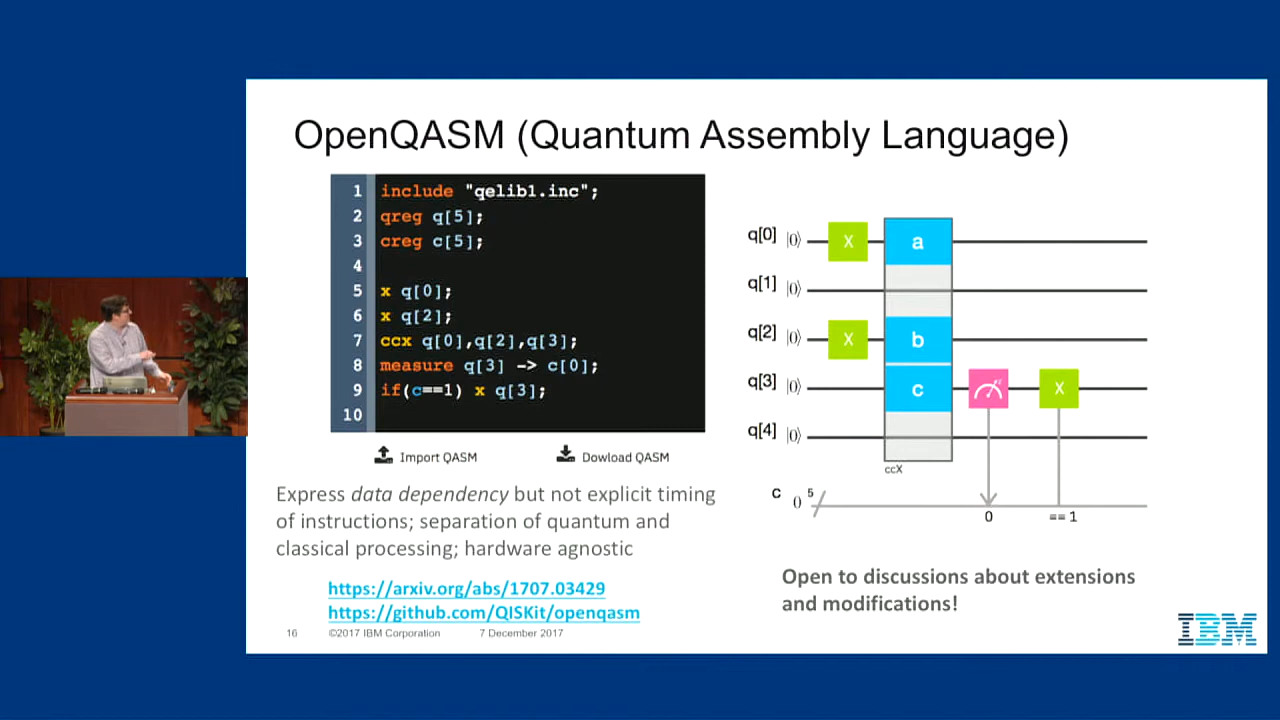 OpenQASM (Quantum Assembly Language)
1 include "qelib1.inc";
2 qreg q[5];
3 creg c[5];
4
5 x q[0];
6 x q[2];
7 ccx q[0],q[2],q[3];
8 measure q[3] -> c[0];
9 if(c==1) x q[3];
10
Import QASM
Dowload QASM
q[0] |0⟩ X a
q[1] |0⟩
q[2] |0⟩ X b
q[3] |0⟩ c X
q[4] |0⟩
ccX
c 0 5
0 == 1
Express data dependency but not explicit timing
of instructions; separation of quantum and
classical processing; hardware agnostic
https://arxiv.org/abs/1707.03429
https://github.com/QISKit/openqasm
Open to discussions about extensions
and modifications!
16 ©2017 IBM Corporation 7 December 2017
IBM